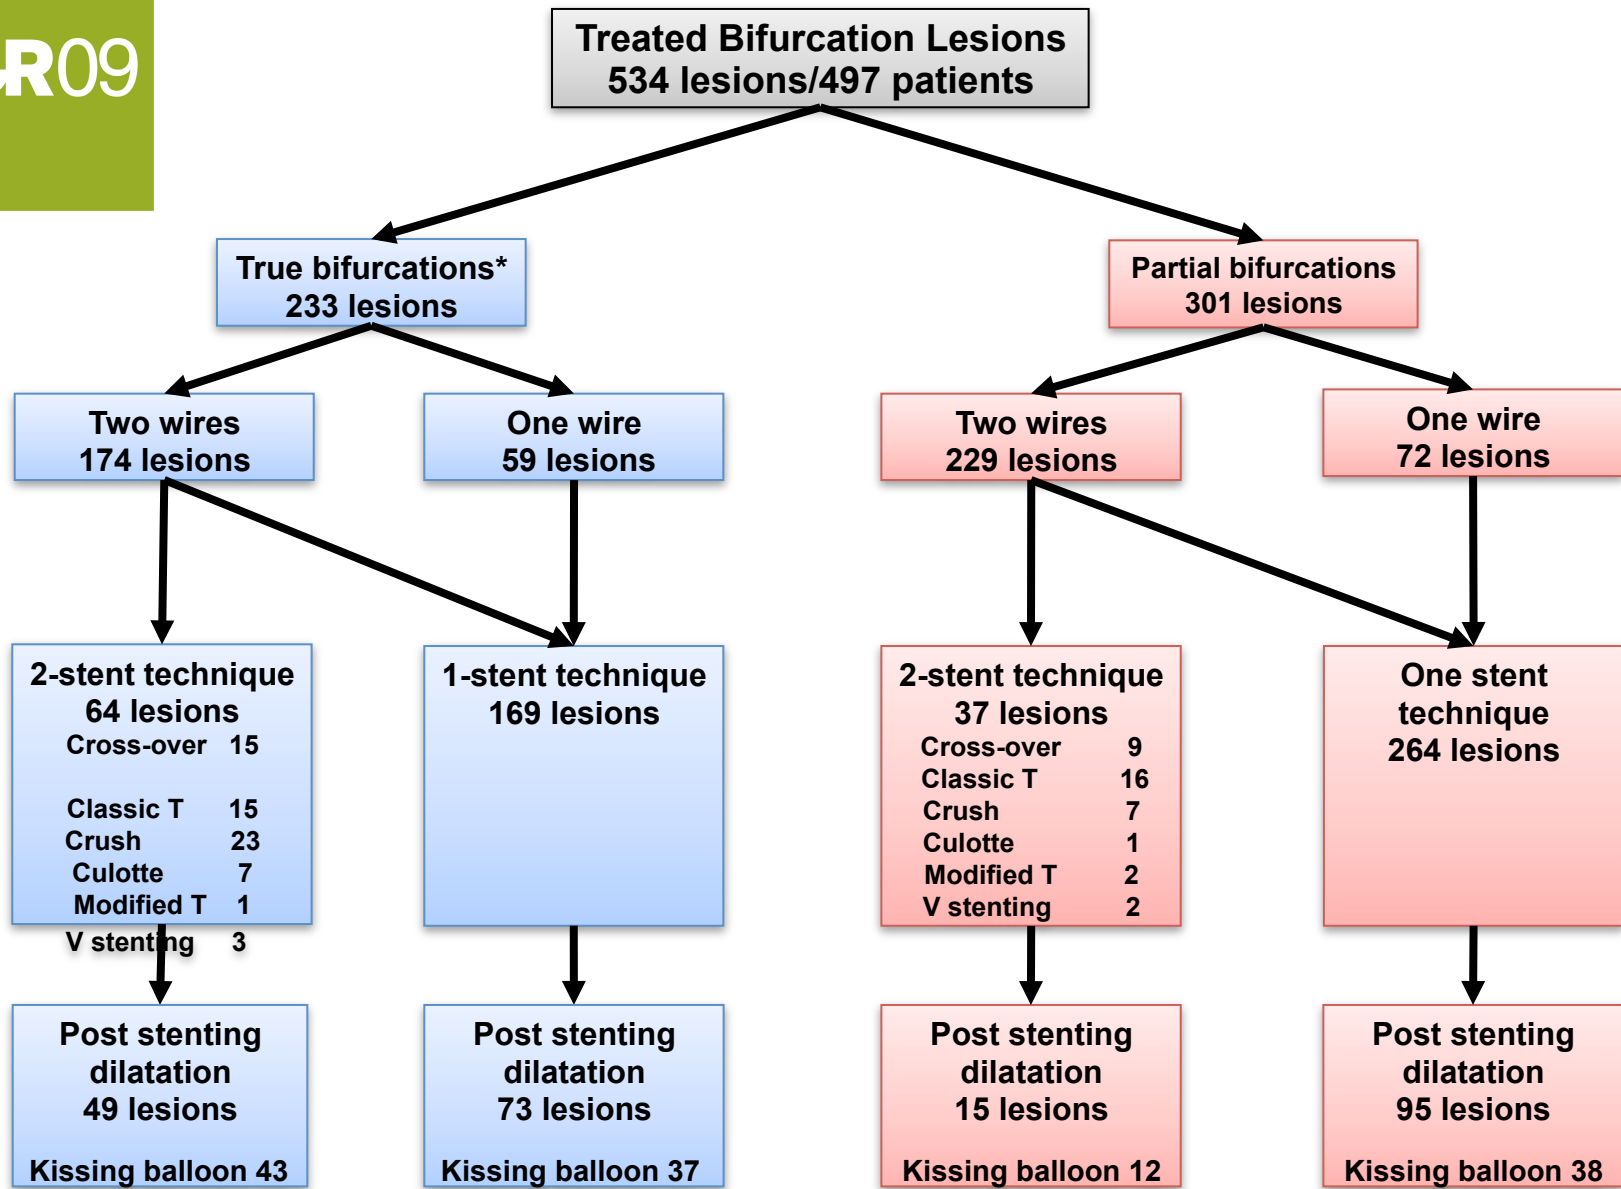 R09
Treated Bifurcation Lesions
534 lesions/497 patients
True bifurcations*
233 lesions
Partial bifurcations
301 lesions
Two wires
174 lesions
One wire
59 lesions
Two wires
229 lesions
One wire
72 lesions
2-stent technique
64 lesions
Cross-over 15
Classic T 15
Crush 23
Culotte 7
Modified T 1
V stenting 3
1-stent technique
169 lesions
2-stent technique
37 lesions
Cross-over 9
Classic T 16
Crush 7
Culotte 1
Modified T 2
V stenting 2
One stent
technique
264 lesions
Post stenting
dilatation
49 lesions
Kissing balloon 43
Post stenting
dilatation
73 lesions
Kissing balloon 37
Post stenting
dilatation
15 lesions
Kissing balloon 12
Post stenting
dilatation
95 lesions
Kissing balloon 38